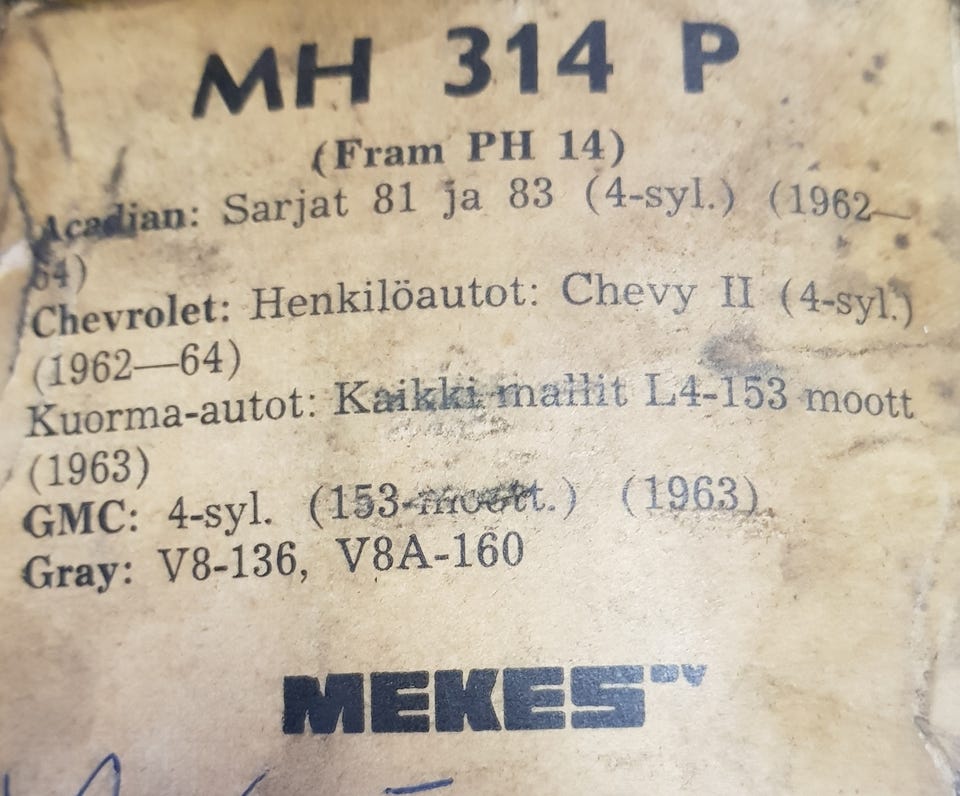 MH 314 P
(Fram PH 14)
Acadian: Sarjat 81 ja 83 (4-syl.) (1962—
64)
Chevrolet: Henkilöautot: Chevy II (4-syl.)
(1962—64)
Kuorma-autot: Kaikki mallit L4-153 moott
(1963)
GMC: 4-syl. (153-moott.) (1963).
Gray: V8-136, V8A-160
MEKES OY